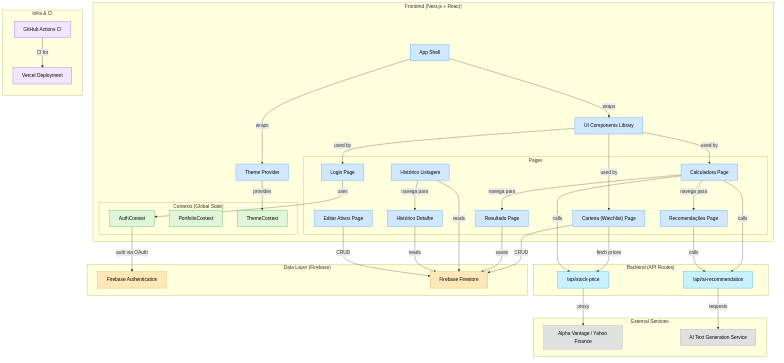 Infra & CI
GitHub Actions CI
CI for
Vercel Deployment
Frontend (Next.js + React)
App Shell
wraps
wraps
UI Components Library
used by
used by
used by
Theme Provider
provides
Pages
Login Page
Histórico Listagem
Calculadora Page
uses
navega para
reads
navega para
navega para
Contexts (Global State)
AuthContext
PortfolioContext
ThemeContext
Editar Ativos Page
Histórico Detalhe
Resultado Page
Carteira (Watchlist) Page
Recomendações Page
calls
calls
auth via OAuth
CRUD
reads
saves
CRUD
fetch prices
calls
Data Layer (Firebase)
Firebase Authentication
Firebase Firestore
Backend (API Routes)
/api/stock-price
/api/ai-recommendation
proxy
requests
External Services
Alpha Vantage / Yahoo
Finance
AI Text Generation Service